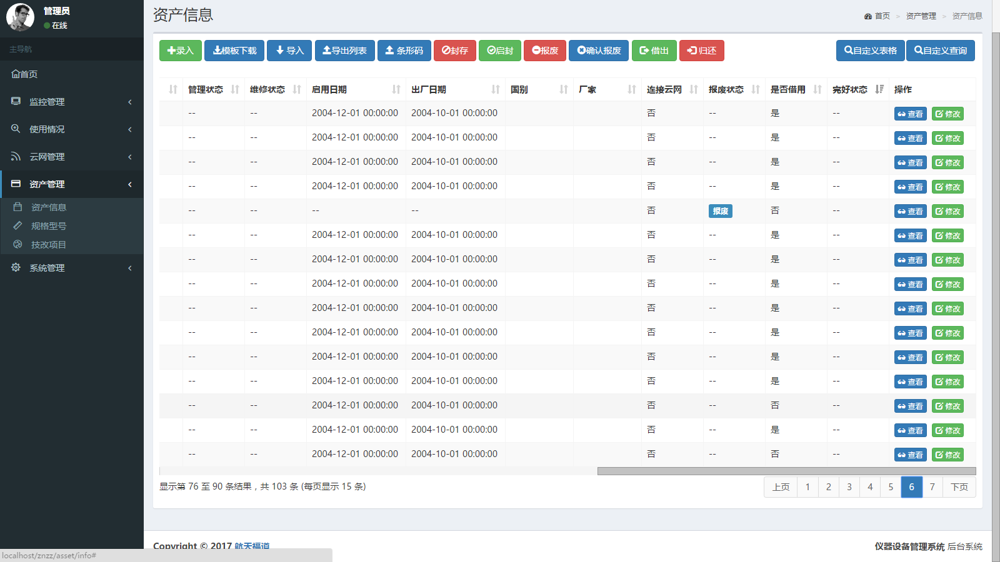 管理员
在线
主导航
首页
监控管理
使用情况
云网管理
资产管理
资产信息
规格型号
技改项目
系统管理
资产信息
首页 > 资产管理 > 资产信息
录入 模板下载 导入 导出列表 条形码 封存 启封 报废 确认报废 借出 归还 自定义表格 自定义查询
管理状态 维修状态 启用日期 出厂日期 国别 厂家 连接云网 报废状态 是否借用 完好状态 操作
-- -- 2004-12-01 00:00:00 2004-10-01 00:00:00 否 -- 是 -- 查看 修改
-- -- 2004-12-01 00:00:00 2004-10-01 00:00:00 否 -- 是 -- 查看 修改
-- -- 2004-12-01 00:00:00 2004-10-01 00:00:00 否 -- 是 -- 查看 修改
-- -- 2004-12-01 00:00:00 2004-10-01 00:00:00 否 -- 是 -- 查看 修改
-- -- -- -- 否 报废 否 -- 查看 修改
-- -- 2004-12-01 00:00:00 2004-10-01 00:00:00 否 -- 是 -- 查看 修改
-- -- 2004-12-01 00:00:00 2004-10-01 00:00:00 否 -- 是 -- 查看 修改
-- -- 2004-12-01 00:00:00 2004-10-01 00:00:00 否 -- 是 -- 查看 修改
-- -- 2004-12-01 00:00:00 2004-10-01 00:00:00 否 -- 是 -- 查看 修改
-- -- 2004-12-01 00:00:00 2004-10-01 00:00:00 否 -- 是 -- 查看 修改
-- -- 2004-12-01 00:00:00 2004-10-01 00:00:00 否 -- 是 -- 查看 修改
-- -- 2004-12-01 00:00:00 2004-10-01 00:00:00 否 -- 是 -- 查看 修改
-- -- 2004-12-01 00:00:00 2004-10-01 00:00:00 否 -- 否 -- 查看 修改
-- -- 2004-12-01 00:00:00 2004-10-01 00:00:00 否 -- 是 -- 查看 修改
-- -- 2004-12-01 00:00:00 2004-10-01 00:00:00 否 -- 否 -- 查看 修改
显示第 76 至 90 条结果，共 103 条 (每页显示 15 条)
上页 1 2 3 4 5 6 7 下页
Copyright © 2017 航天福道
仪器设备管理系统 后台系统
localhost/znzz/asset/info#